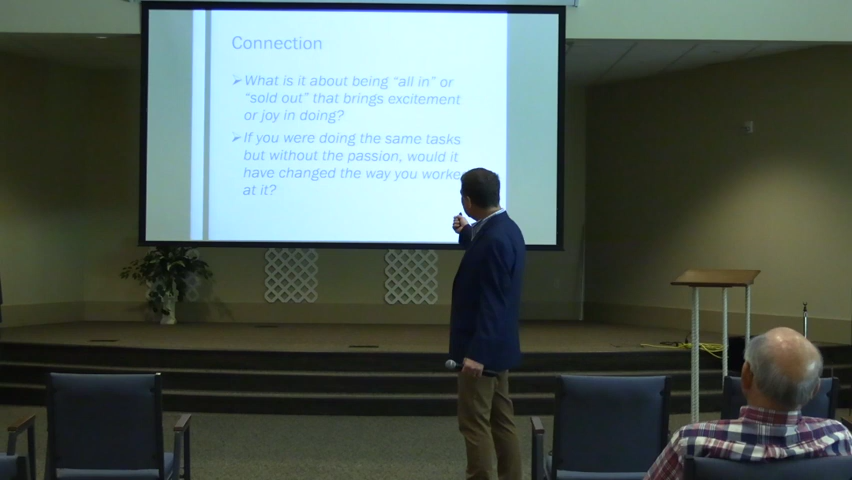 Connection
What is it about being "all in" or
"sold out" that brings excitement
or joy in doing?
If you were doing the same tasks
but without the passion, would it
have changed the way you worke
at it?